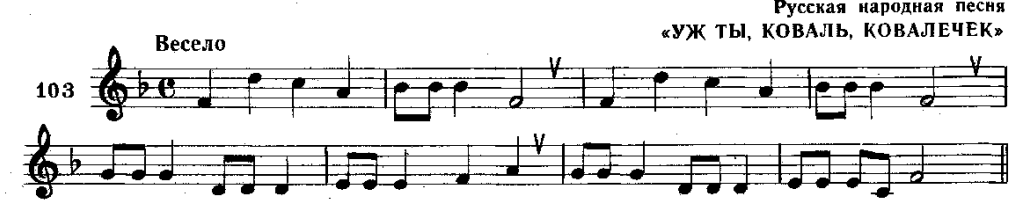 Русская народная песня
«УЖ ТЫ, КОВАЛЬ, КОВАЛЕЧЕК»
Весело
103